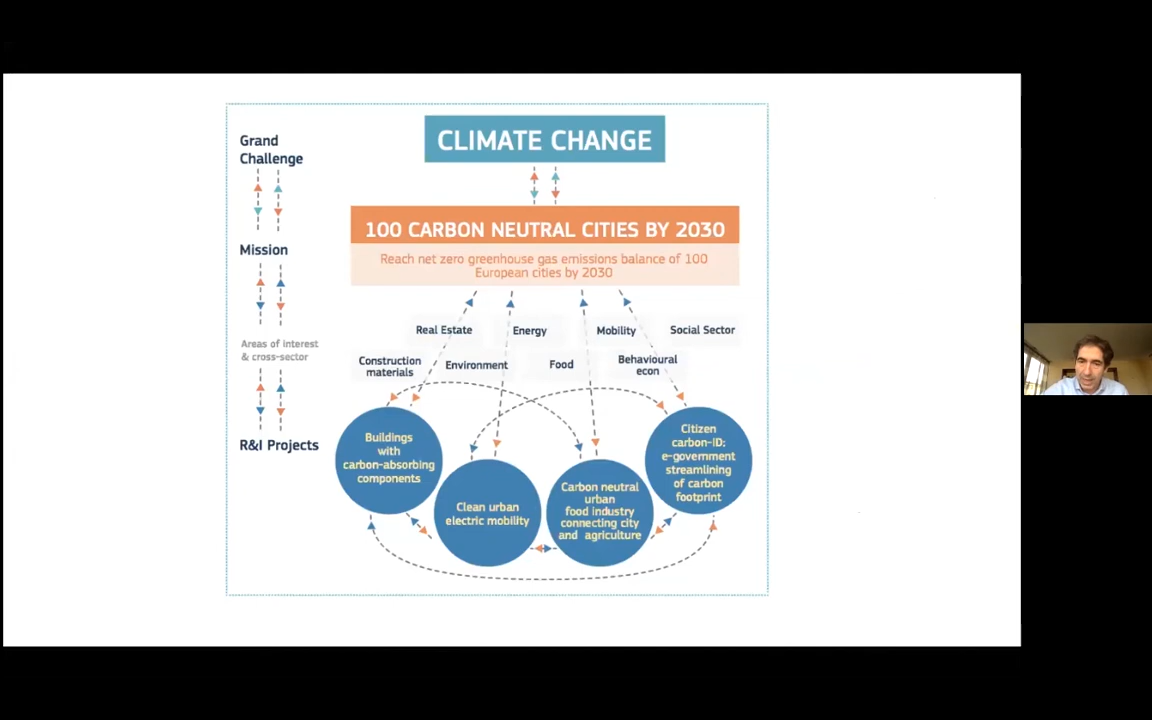 Grand
Challenge
CLIMATE CHANGE
Mission
100 CARBON NEUTRAL CITIES BY 2030
Reach net zero greenhouse gas emissions balance of 100
European cities by 2030
Areas of interest
& cross-sector
Real Estate
Energy
Mobility
Social Sector
Construction
materials
Environment
Food
Behavioural
econ
R&I Projects
Buildings
with
carbon-absorbing
components
Clean urban
electric mobility
Carbon neutral
urban
food industry
connecting city
and agriculture
Citizen
carbon-ID:
e-government
streamlining
of carbon
footprint